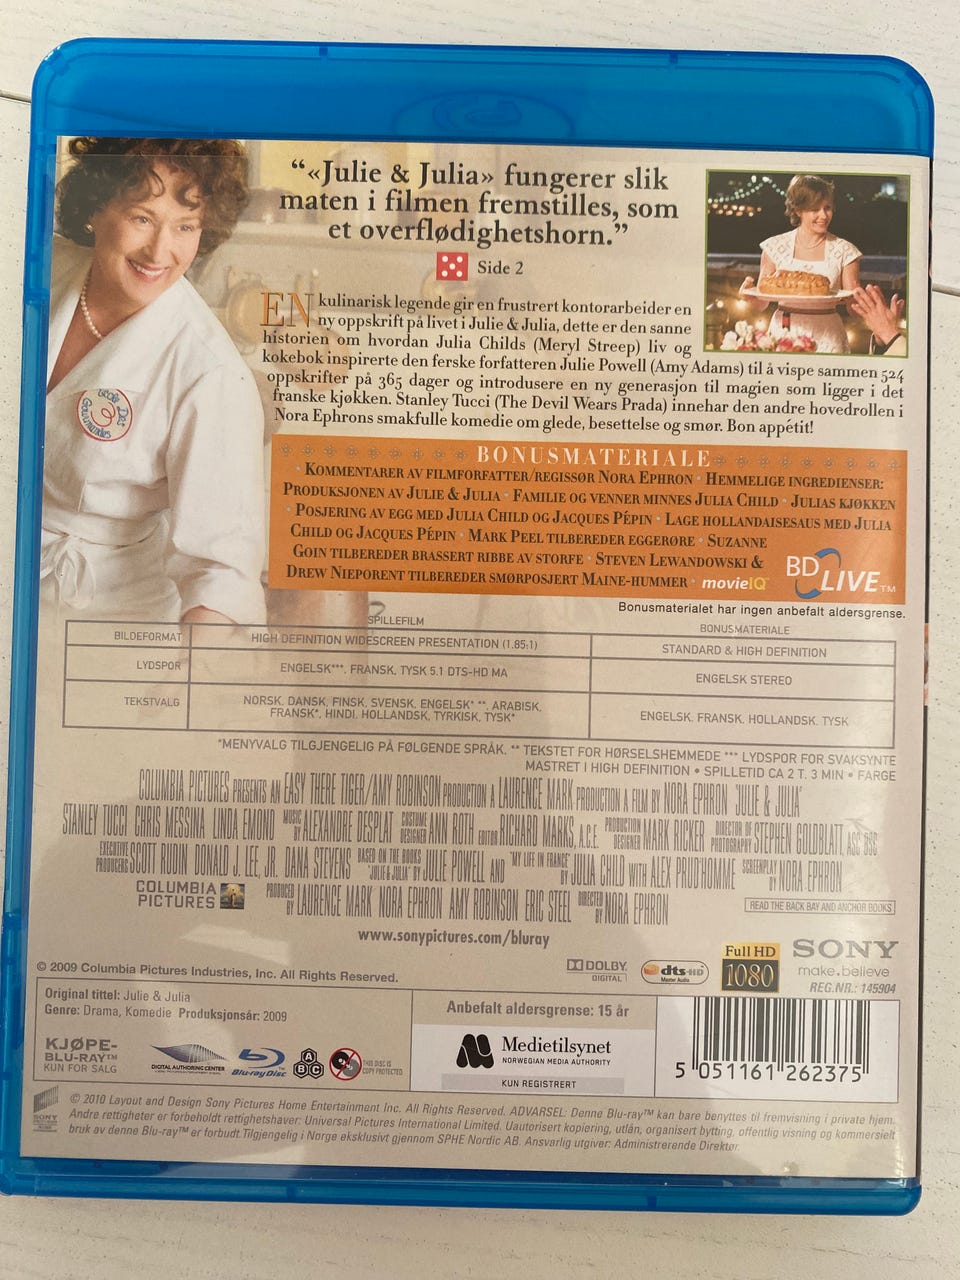 “«Julie & Julia» fungerer slik
maten i filmen fremstilles, som
et overflødighetshorn.”
Side 2
EN kulinarisk legende gir en frustrert kontorarbeider en
ny oppskrift på livet i Julie & Julia, dette er den sanne
historien om hvordan Julia Childs (Meryl Streep) liv og
kokebok inspirerte den ferske forfatteren Julie Powell (Amy Adams) til å vispe sammen 524
oppskrifter på 365 dager og introdusere en ny generasjon til magien som ligger i det
franske kjøkken. Stanley Tucci (The Devil Wears Prada) innehar den andre hovedrollen i
Nora Ephrons smakfulle komedie om glede, besettelse og smør. Bon appétit!
École Des
Gourmandes
BONUSMATERIALE
· KOMMENTARER AV FILMFORFATTER/REGISSØR NORA EPHRON · HEMMELIGE INGREDIENSER:
PRODUKSJONEN AV JULIE & JULIA · FAMILIE OG VENNER MINNES JULIA CHILD · JULIAS KJØKKEN
· POSJERING AV EGG MED JULIA CHILD OG JACQUES PÉPIN · LAGE HOLLANDAISESAUS MED JULIA
CHILD OG JACQUES PÉPIN · MARK PEEL TILBEREDER EGGERØRE · SUZANNE
GOIN TILBEREDER BRASSERT RIBBE AV STORFE · STEVEN LEWANDOWSKI &
DREW NIEPORENT TILBEREDER SMØRPOSJERT MAINE-HUMMER · movieIQ
BD LIVE™
Bonusmaterialet har ingen anbefalt aldersgrense.
SPILLEFILM BONUSMATERIALE
BILDEFORMAT HIGH DEFINITION WIDESCREEN PRESENTATION (1.85:1) STANDARD & HIGH DEFINITION
LYDSPOR ENGELSK***, FRANSK, TYSK 5.1 DTS-HD MA ENGELSK STEREO
TEKSTVALG NORSK, DANSK, FINSK, SVENSK, ENGELSK* **, ARABISK,
FRANSK*, HINDI, HOLLANDSK, TYRKISK, TYSK* ENGELSK, FRANSK, HOLLANDSK, TYSK
*MENYVALG TILGJENGELIG PÅ FØLGENDE SPRÅK. ** TEKSTET FOR HØRSELSHEMMEDE *** LYDSPOR FOR SVAKSYNTE
MASTRET I HIGH DEFINITION • SPILLETID CA 2 T. 3 MIN • FARGE
COLUMBIA PICTURES PRESENTS AN EASY THERE TIGER/AMY ROBINSON PRODUCTION A LAURENCE MARK PRODUCTION A FILM BY NORA EPHRON "JULIE & JULIA"
STANLEY TUCCI CHRIS MESSINA LINDA EMOND MUSIC BY ALEXANDRE DESPLAT COSTUME DESIGNER ANN ROTH EDITOR RICHARD MARKS, A.C.E. PRODUCTION DESIGNER MARK RICKER DIRECTOR OF PHOTOGRAPHY STEPHEN GOLDBLATT, ASC BSC
EXECUTIVE PRODUCERS SCOTT RUDIN DONALD J. LEE, JR. DANA STEVENS BASED ON THE BOOKS "JULIE & JULIA" BY JULIE POWELL AND "MY LIFE IN FRANCE" BY JULIA CHILD WITH ALEX PRUD'HOMME SCREENPLAY BY NORA EPHRON
COLUMBIA
PICTURES
PRODUCED BY LAURENCE MARK NORA EPHRON AMY ROBINSON ERIC STEEL DIRECTED BY NORA EPHRON
READ THE BACK BAY AND ANCHOR BOOKS
www.sonypictures.com/bluray
© 2009 Columbia Pictures Industries, Inc. All Rights Reserved.
DOLBY
DIGITAL
dts-HD
Master Audio
Full HD
1080
SONY
make.believe
REG.NR.: 145904
Original tittel: Julie & Julia
Genre: Drama, Komedie Produksjonsår: 2009
KJØPE-
BLU-RAY™
KUN FOR SALG
DIGITAL AUTHORING CENTER
Blu-ray Disc™
A B C
THIS DISC IS
COPY PROTECTED
Anbefalt aldersgrense: 15 år
Medietilsynet
NORWEGIAN MEDIA AUTHORITY
KUN REGISTRERT
5 051161 262375
SONY
© 2010 Layout and Design Sony Pictures Home Entertainment Inc. All Rights Reserved. ADVARSEL: Denne Blu-ray™ kan bare benyttes til fremvisning i private hjem.
Andre rettigheter er forbeholdt rettighetshaver: Universal Pictures International Limited. Uautorisert kopiering, utlån, organisert bytting, offentlig visning og kommersielt
bruk av denne Blu-ray™ er forbudt. Tilgjengelig i Norge eksklusivt gjennom SPHE Nordic AB. Ansvarlig utgiver: Administrerende Direktør.